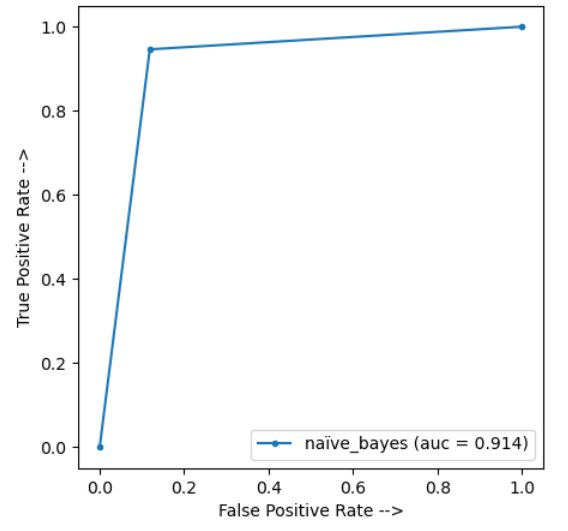 1.0
0.8
0.6
0.4
0.2
0.0
True Positive Rate -->
naïve_bayes (auc = 0.914)
0.0 0.2 0.4 0.6 0.8 1.0
False Positive Rate -->